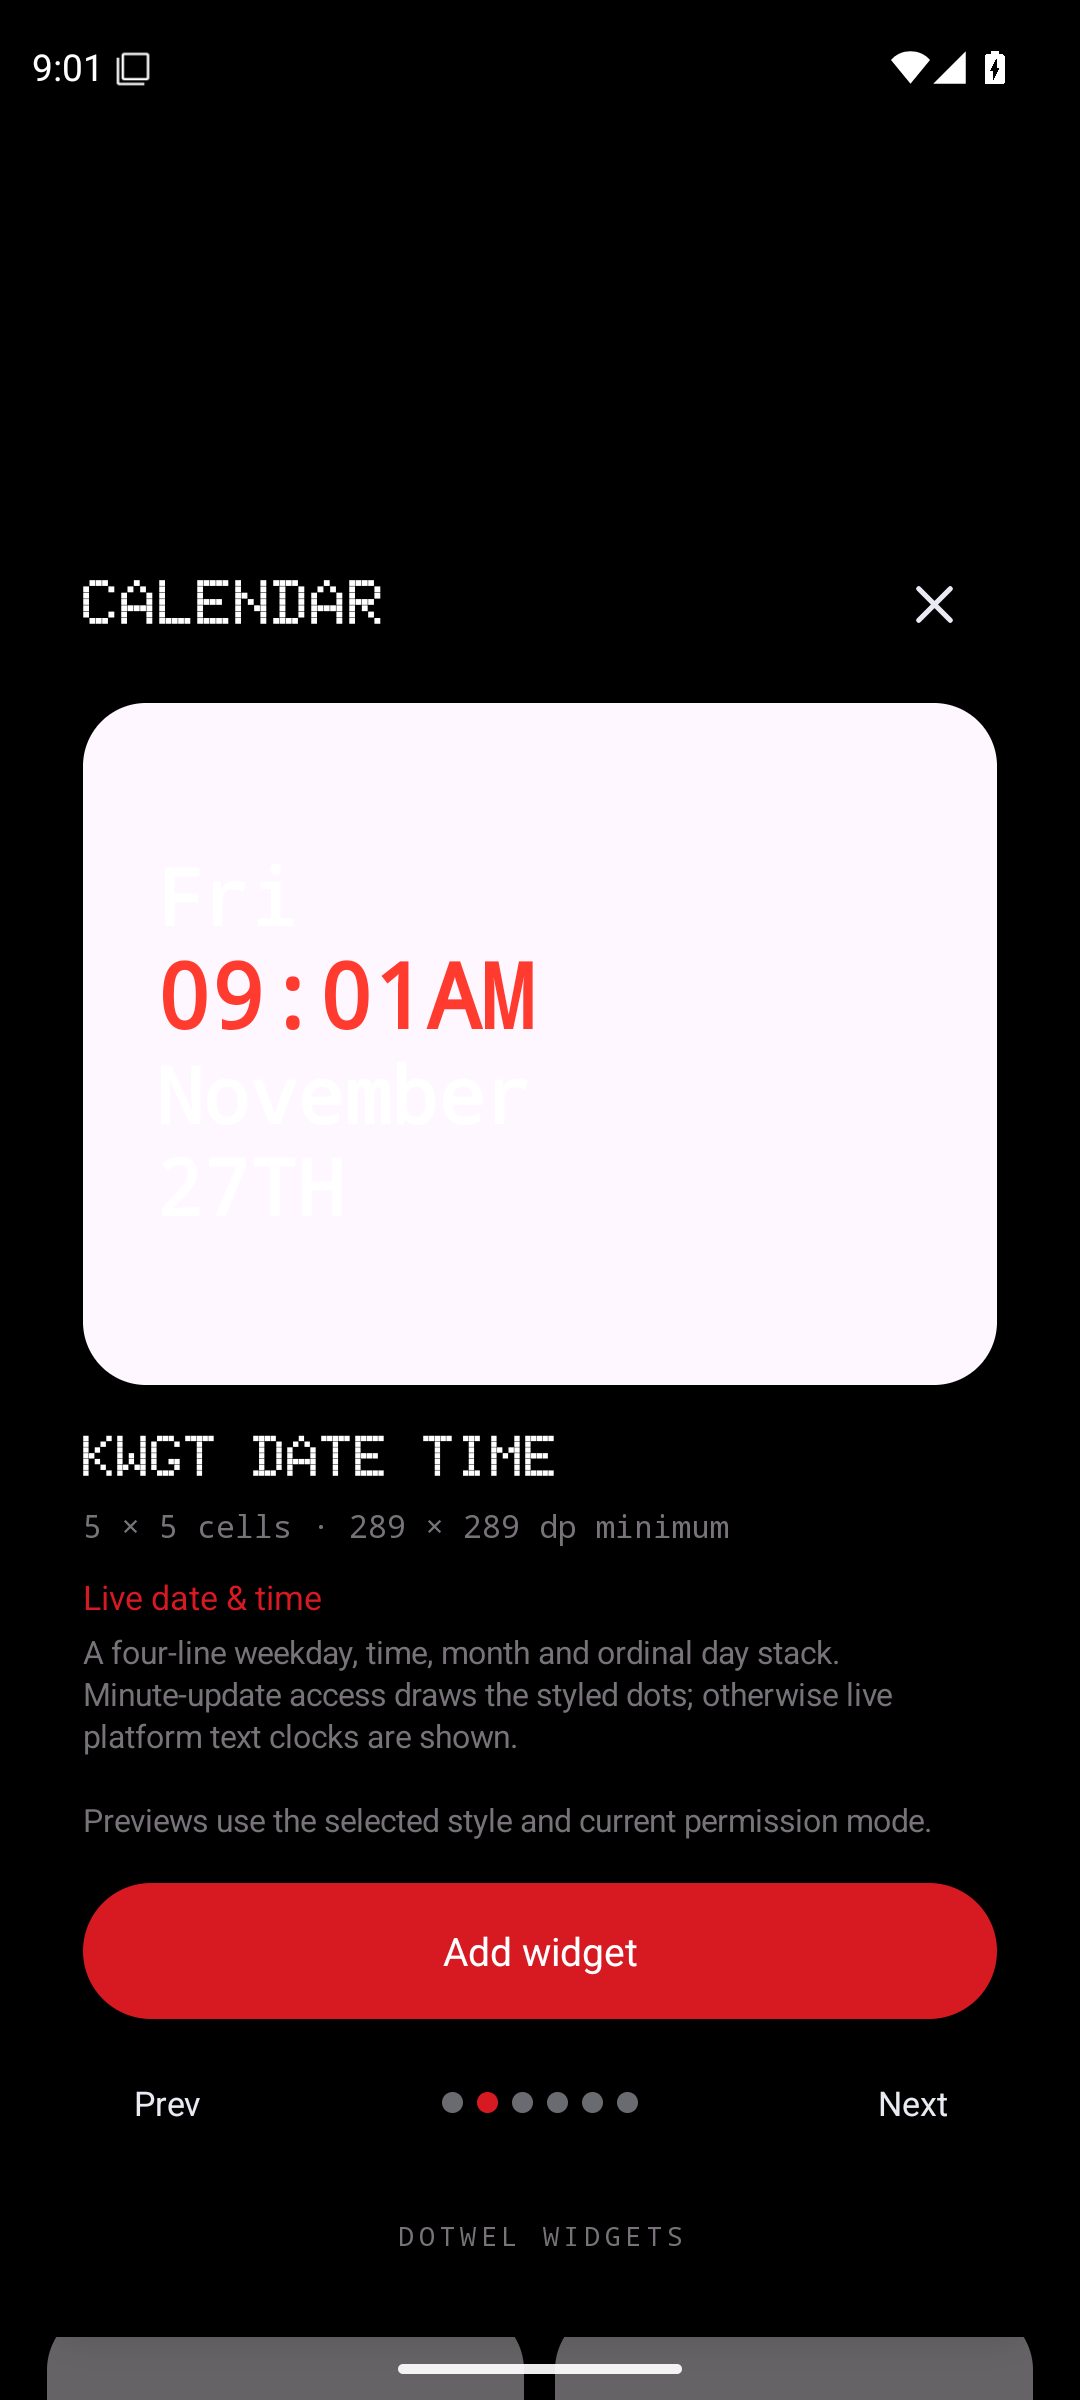 9:01
CALENDAR
Fri
09:01AM
November
27TH
KWGT DATE TIME
5 × 5 cells · 289 × 289 dp minimum
Live date & time
A four-line weekday, time, month and ordinal day stack.
Minute-update access draws the styled dots; otherwise live
platform text clocks are shown.
Previews use the selected style and current permission mode.
Add widget
Prev
Next
DOTWEL WIDGETS